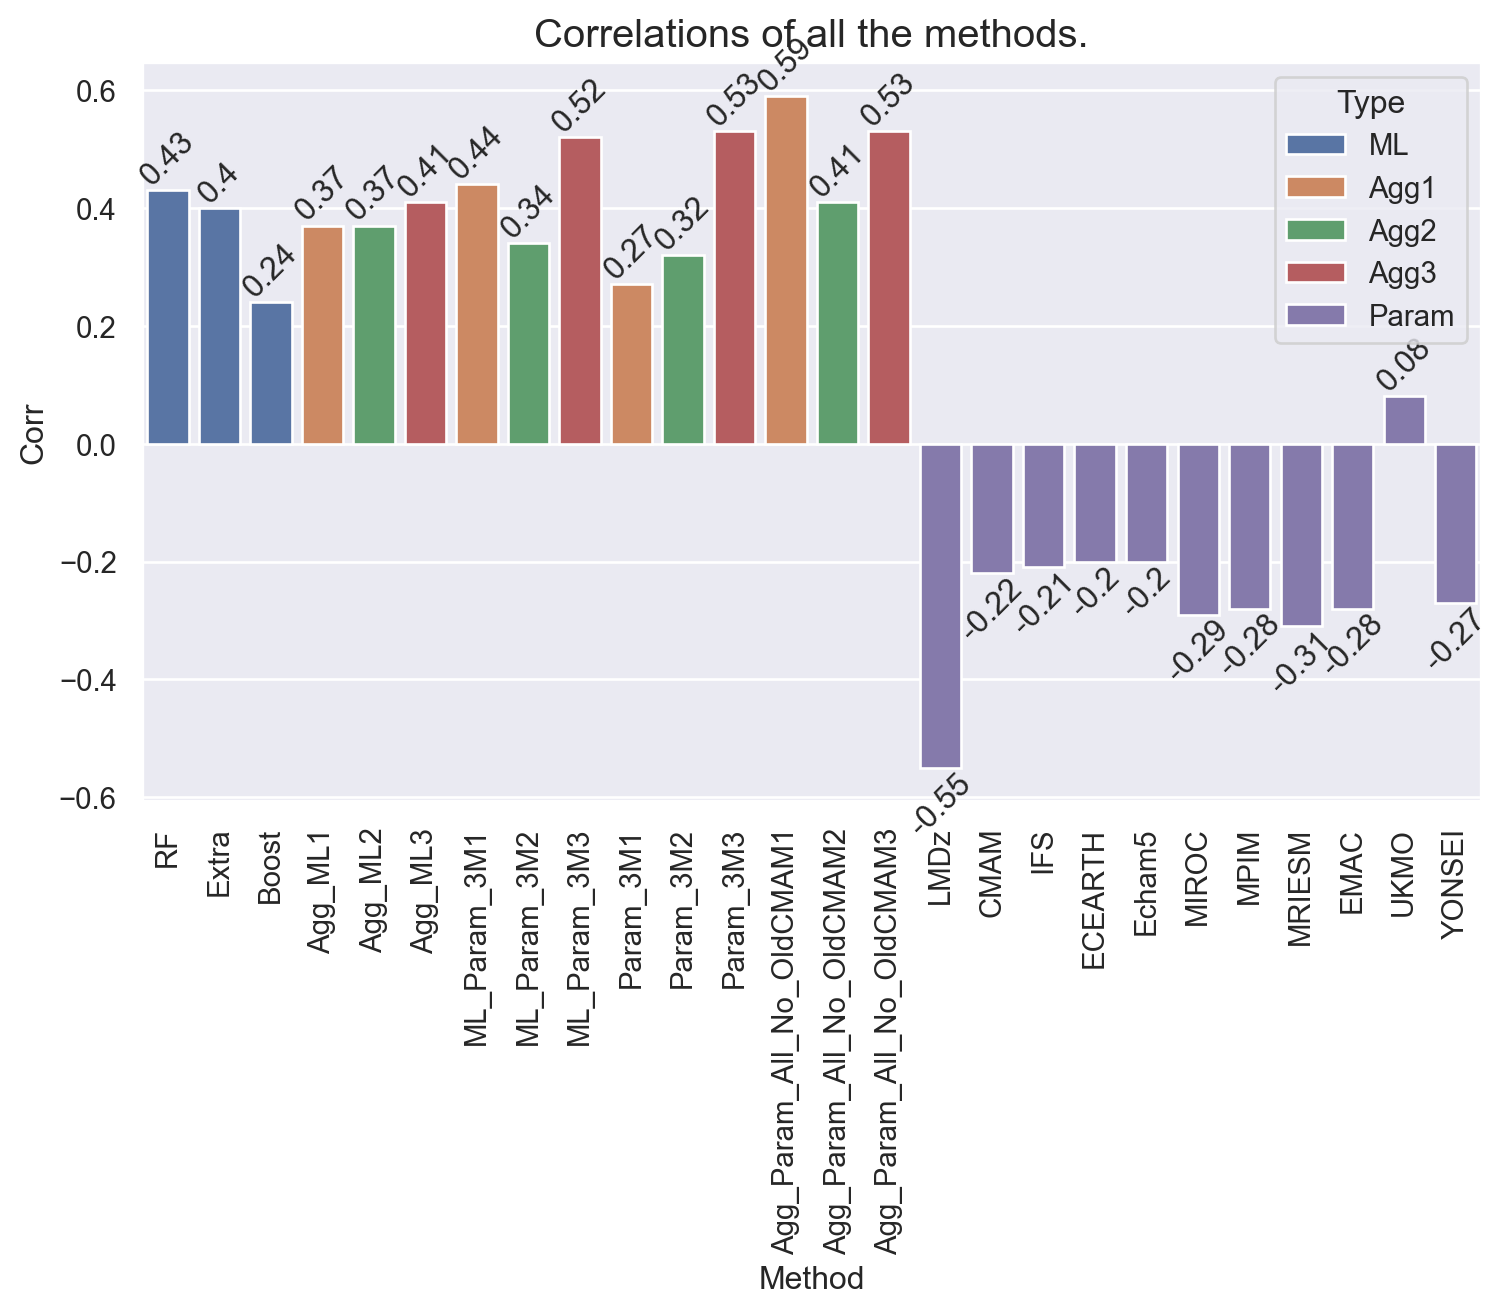 Correlations of all the methods.
Corr
0.6
0.4
0.2
0.0
−0.2
−0.4
−0.6
0.43
0.4
0.24
0.37
0.37
0.41
0.44
0.34
0.52
0.27
0.32
0.53
0.59
0.41
0.53
-0.55
-0.22
-0.21
-0.2
-0.2
-0.29
-0.28
-0.31
-0.28
0.08
-0.27
Type
ML
Agg1
Agg2
Agg3
Param
RF
Extra
Boost
Agg_ML1
Agg_ML2
Agg_ML3
ML_Param_3M1
ML_Param_3M2
ML_Param_3M3
Param_3M1
Param_3M2
Param_3M3
Agg_Param_All_No_OldCMAM1
Agg_Param_All_No_OldCMAM2
Agg_Param_All_No_OldCMAM3
LMDz
CMAM
IFS
ECEARTH
Echam5
MIROC
MPIM
MRIESM
EMAC
UKMO
YONSEI
Method